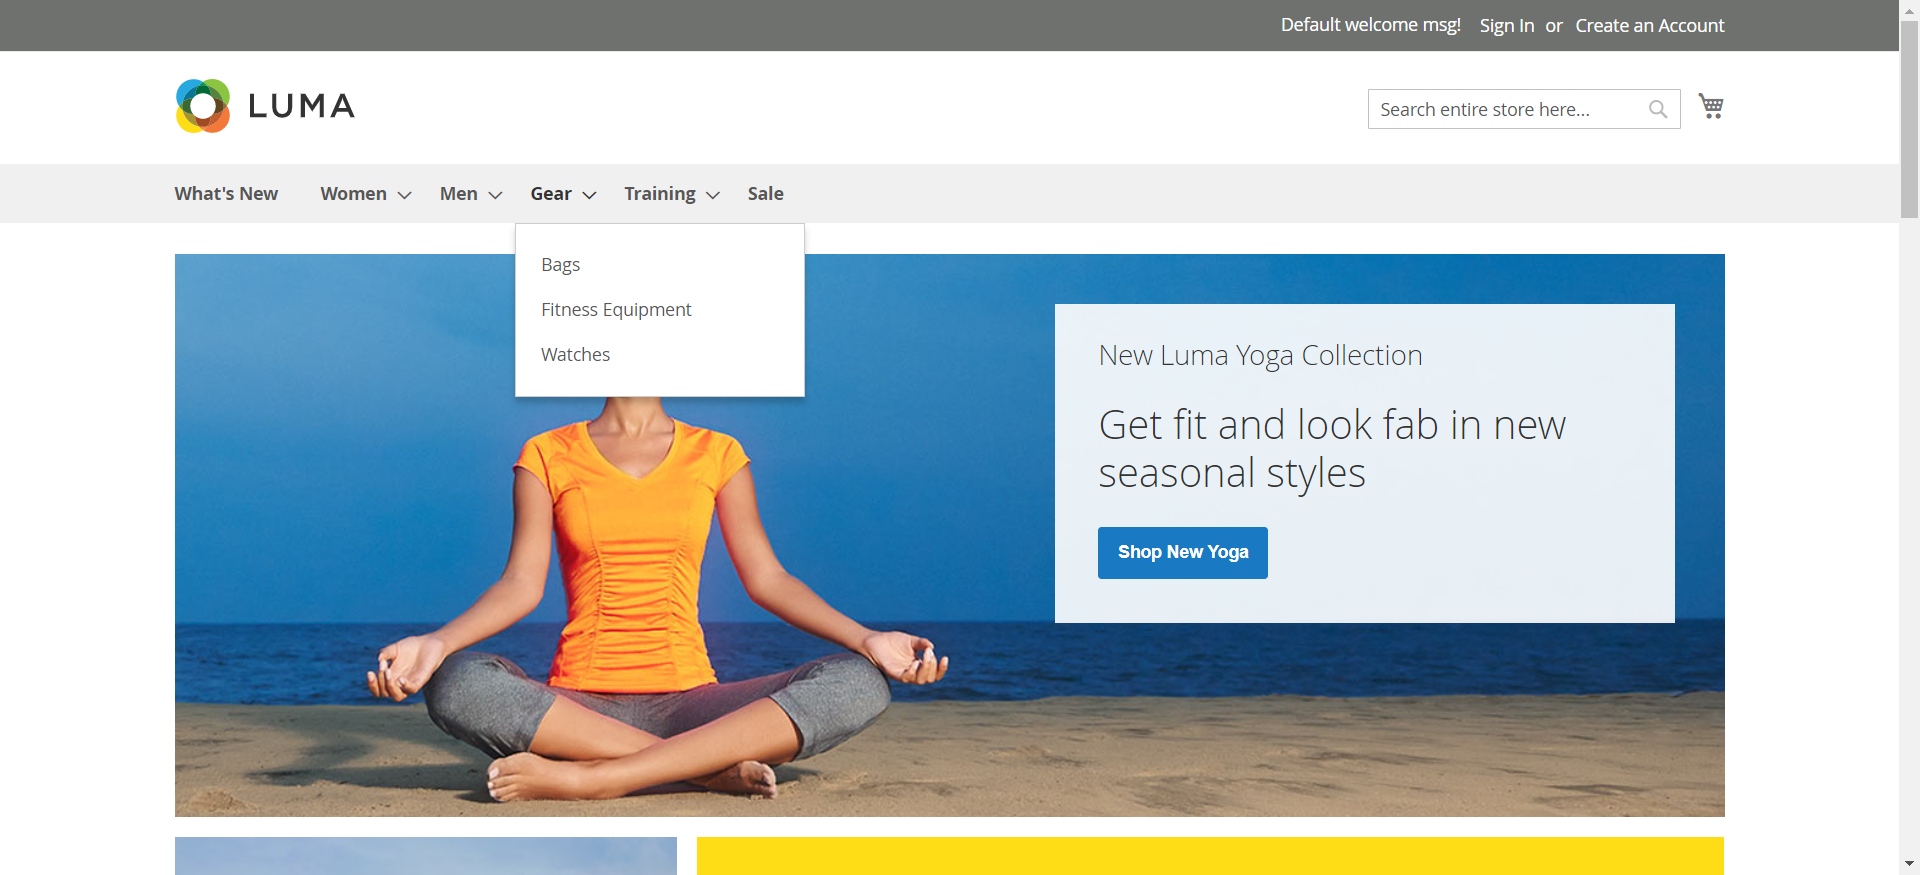 Default welcome msg! Sign In or Create an Account
LUMA
Search entire store here...
What's New Women Men Gear Training Sale
Bags
Fitness Equipment
Watches
New Luma Yoga Collection
Get fit and look fab in new
seasonal styles
Shop New Yoga